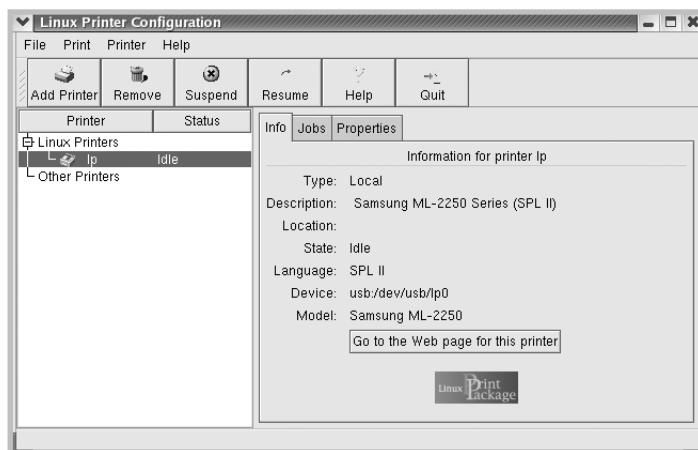 Linux Printer Configuration
File Print Printer Help
Add Printer Remove Suspend Resume Help Quit
Printer Status
Linux Printers
lp Idle
Other Printers
Info Jobs Properties
Information for printer lp
Type: Local
Description: Samsung ML-2250 Series (SPL II)
Location:
State: Idle
Language: SPL II
Device: usb:/dev/usb/lp0
Model: Samsung ML-2250
Go to the Web page for this printer
Linux Print Package